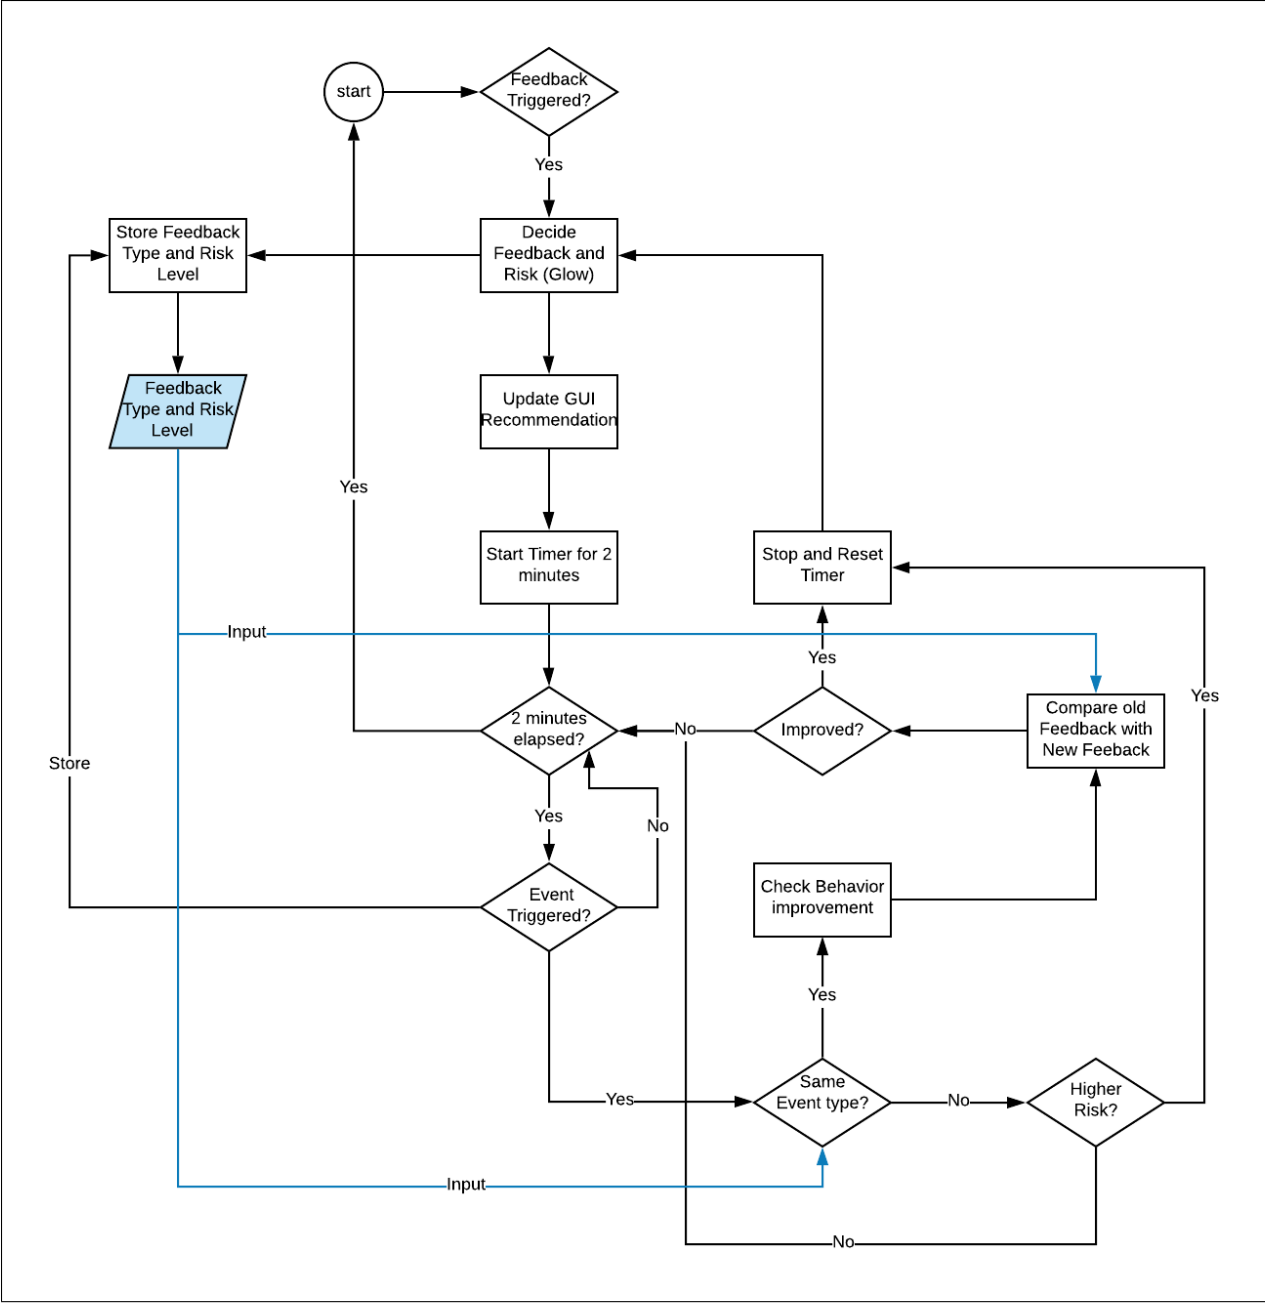 start
Feedback
Triggered?
Yes
Store Feedback
Type and Risk
Level
Decide
Feedback and
Risk (Glow)
Feedback
Type and Risk
Level
Update GUI
Recommendation
Yes
Start Timer for 2
minutes
Stop and Reset
Timer
Input
Yes
Yes
2 minutes
elapsed?
No
Improved?
Compare old
Feedback with
New Feeback
Store
Yes
No
Event
Triggered?
Check Behavior
improvement
Yes
Yes
Same
Event type?
No
Higher
Risk?
Input
No